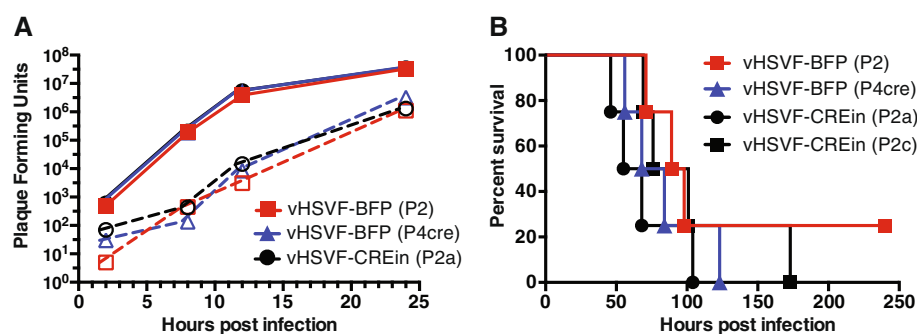 A
Plaque Forming Units
10⁸
10⁷
10⁶
10⁵
10⁴
10³
10²
10¹
10⁰
0 5 10 15 20 25
Hours post infection
vHSVF-BFP (P2)
vHSVF-BFP (P4cre)
vHSVF-CREin (P2a)
B
Percent survival
100
80
60
40
20
0
0 50 100 150 200 250
Hours post infection
vHSVF-BFP (P2)
vHSVF-BFP (P4cre)
vHSVF-CREin (P2a)
vHSVF-CREin (P2c)